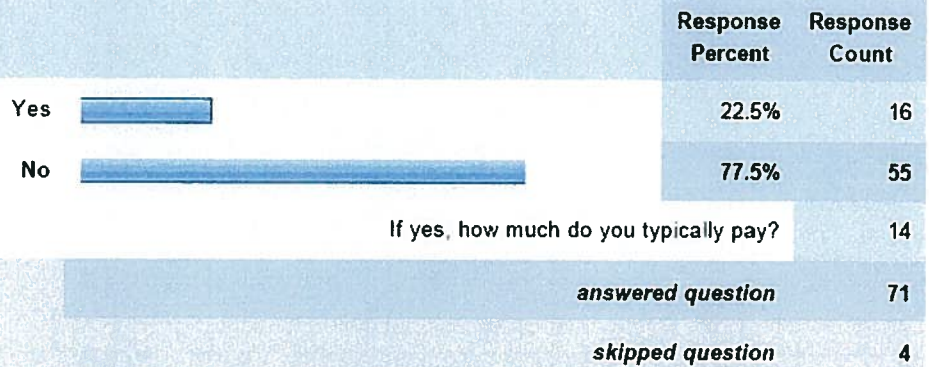 Response Response
Percent Count
Yes 22.5% 16
No 77.5% 55
If yes, how much do you typically pay? 14
answered question 71
skipped question 4